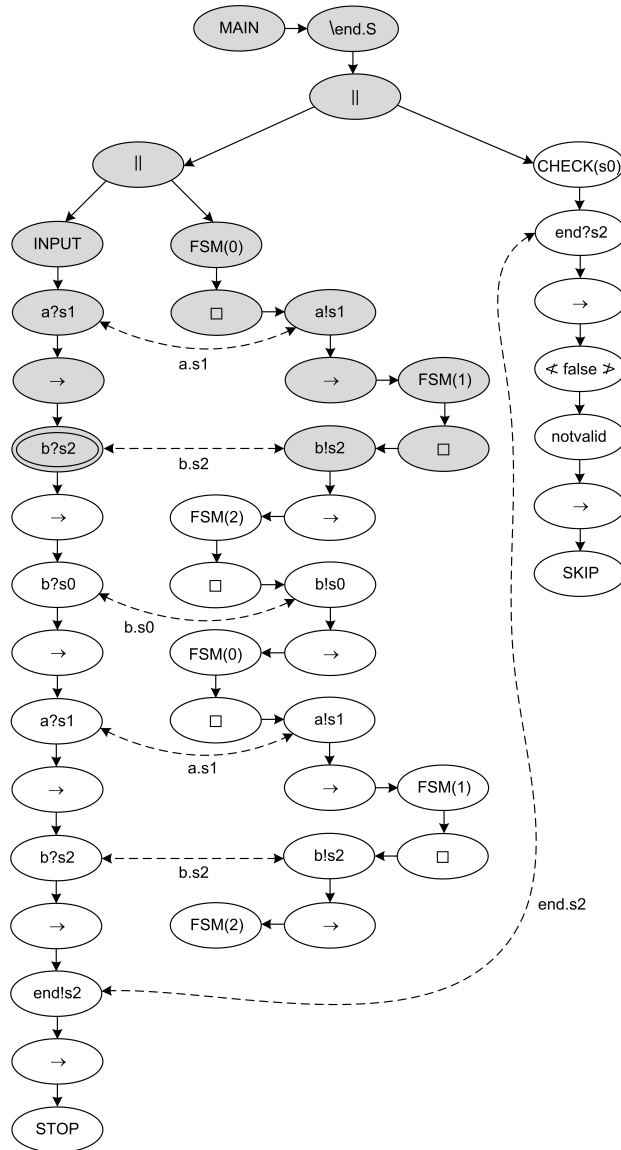 MAIN
\end.S
||
||
CHECK(s0)
INPUT
FSM(0)
end?s2
a?s1
□
a!s1
→
a.s1
→
→
FSM(1)
≮ false ≯
b?s2
b.s2
b!s2
□
notvalid
→
FSM(2)
→
→
b?s0
□
b!s0
SKIP
b.s0
→
FSM(0)
→
a?s1
□
a!s1
a.s1
→
→
FSM(1)
b?s2
b.s2
b!s2
□
→
FSM(2)
→
end.s2
end!s2
→
STOP